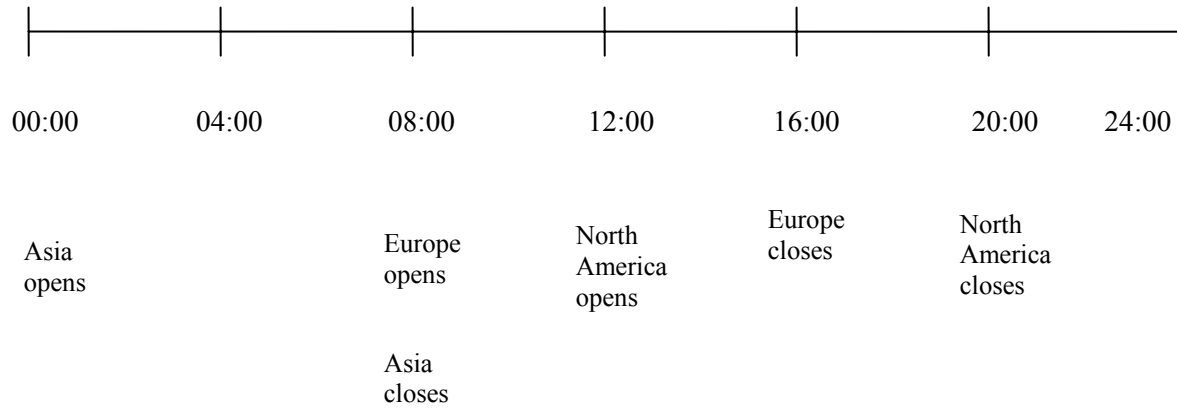 00:00 04:00 08:00 12:00 16:00 20:00 24:00
Asia
opens
Europe
opens
Asia
closes
North
America
opens
Europe
closes
North
America
closes